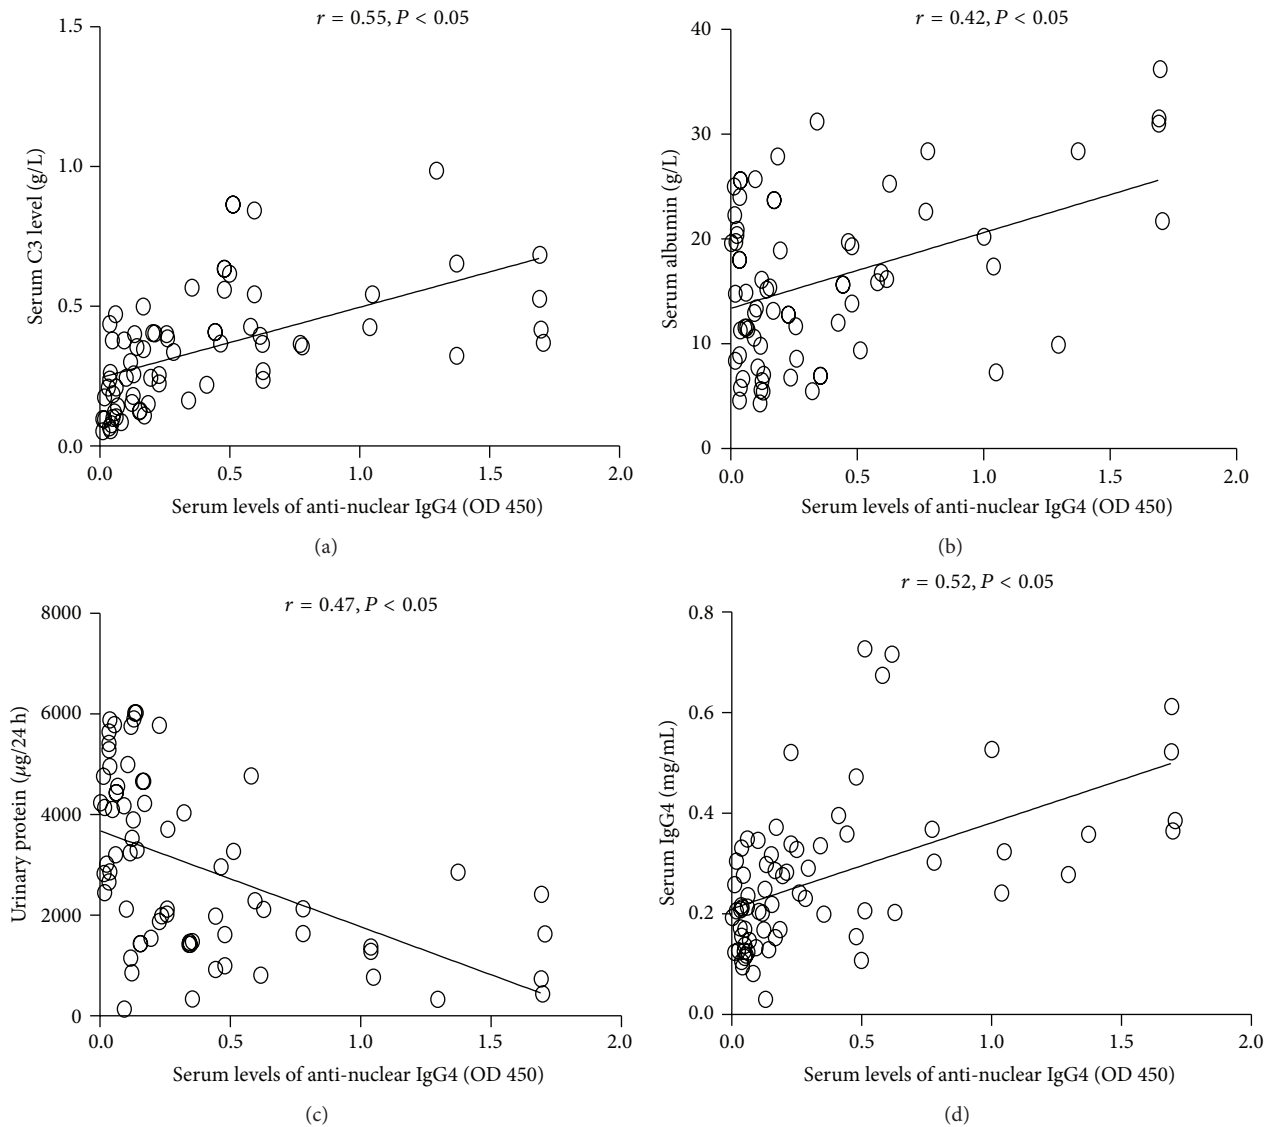 r = 0.55, P < 0.05
1.5
1.0
0.5
0.0
Serum C3 level (g/L)
0.0 0.5 1.0 1.5 2.0
Serum levels of anti-nuclear IgG4 (OD 450)
(a)
r = 0.42, P < 0.05
40
30
20
10
0
Serum albumin (g/L)
0.0 0.5 1.0 1.5 2.0
Serum levels of anti-nuclear IgG4 (OD 450)
(b)
r = 0.47, P < 0.05
8000
6000
4000
2000
0
Urinary protein (μg/24 h)
0.0 0.5 1.0 1.5 2.0
Serum levels of anti-nuclear IgG4 (OD 450)
(c)
r = 0.52, P < 0.05
0.8
0.6
0.4
0.2
0.0
Serum IgG4 (mg/mL)
0.0 0.5 1.0 1.5 2.0
Serum levels of anti-nuclear IgG4 (OD 450)
(d)